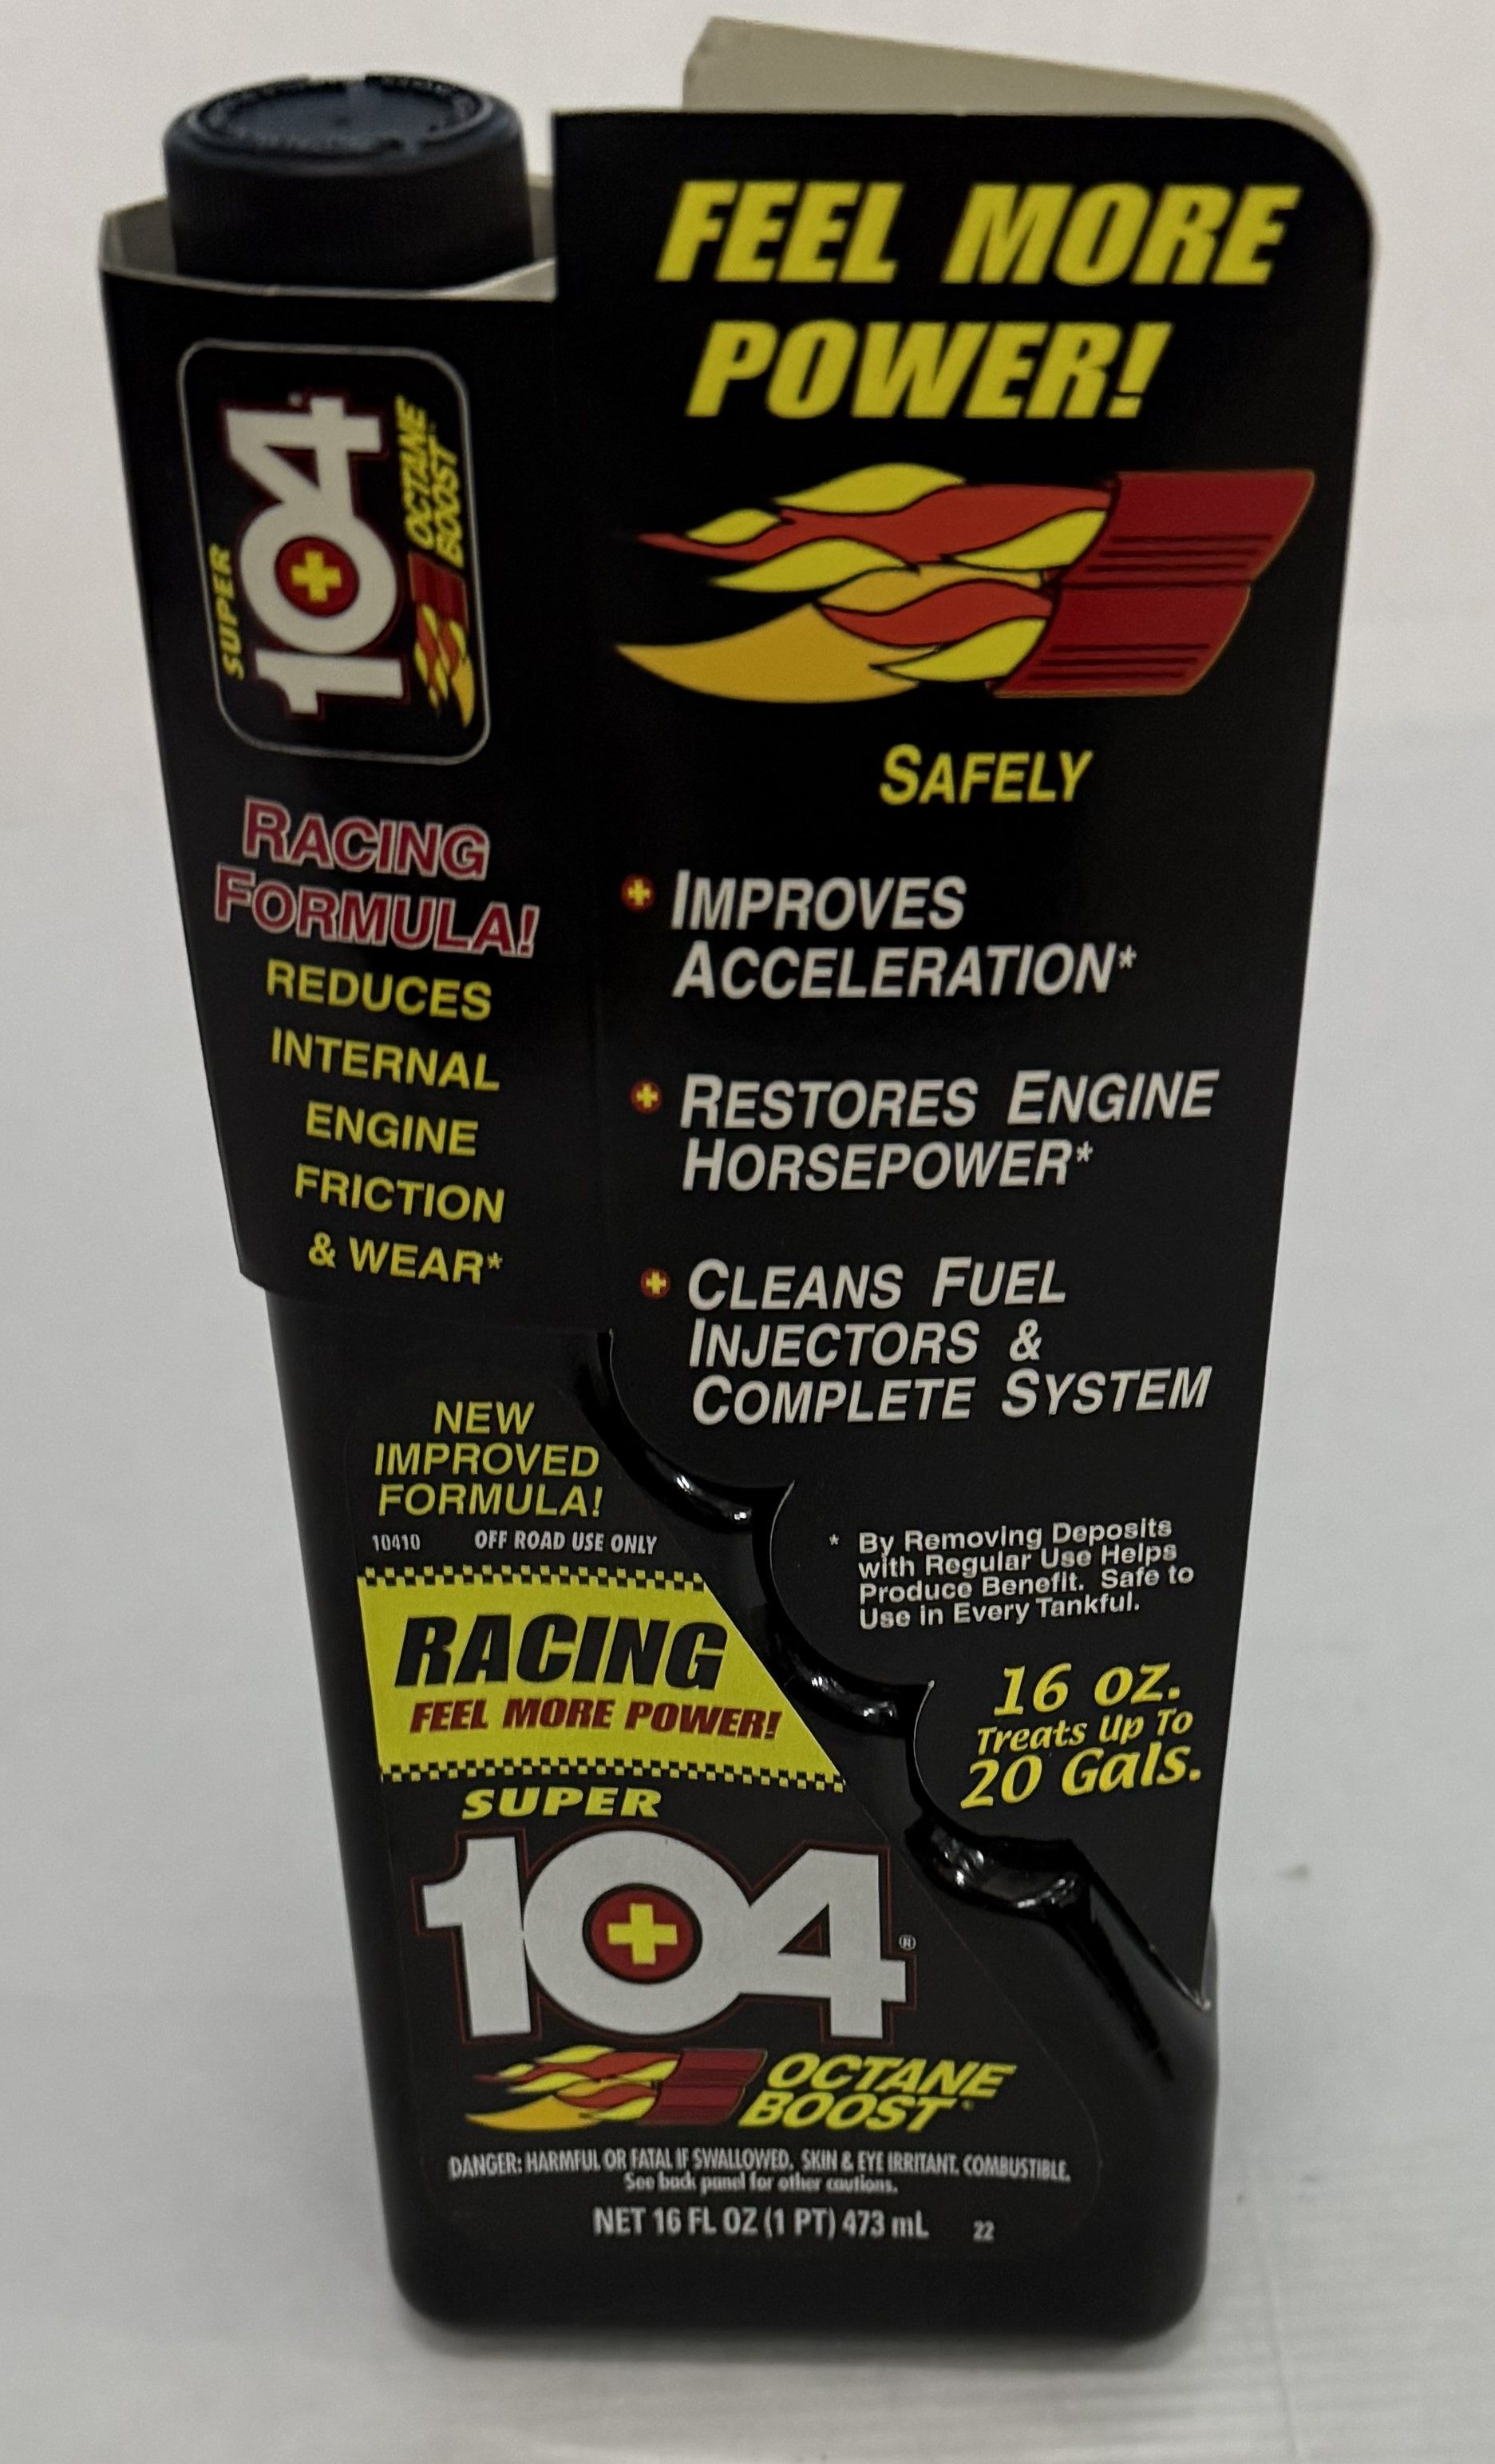 SUPER
104
OCTANE
BOOST
RACING
FORMULA!
REDUCES
INTERNAL
ENGINE
FRICTION
& WEAR*
FEEL MORE
POWER!
SAFELY
IMPROVES
ACCELERATION*
RESTORES ENGINE
HORSEPOWER*
CLEANS FUEL
INJECTORS &
COMPLETE SYSTEM
* By Removing Deposits
with Regular Use Helps
Produce Benefit. Safe to
Use in Every Tankful.
16 oz.
Treats Up To
20 Gals.
NEW
IMPROVED
FORMULA!
10410 OFF ROAD USE ONLY
RACING
FEEL MORE POWER!
SUPER
104®
OCTANE
BOOST
DANGER: HARMFUL OR FATAL IF SWALLOWED. SKIN & EYE IRRITANT. COMBUSTIBLE.
See back panel for other cautions.
NET 16 FL OZ (1 PT) 473 mL 22